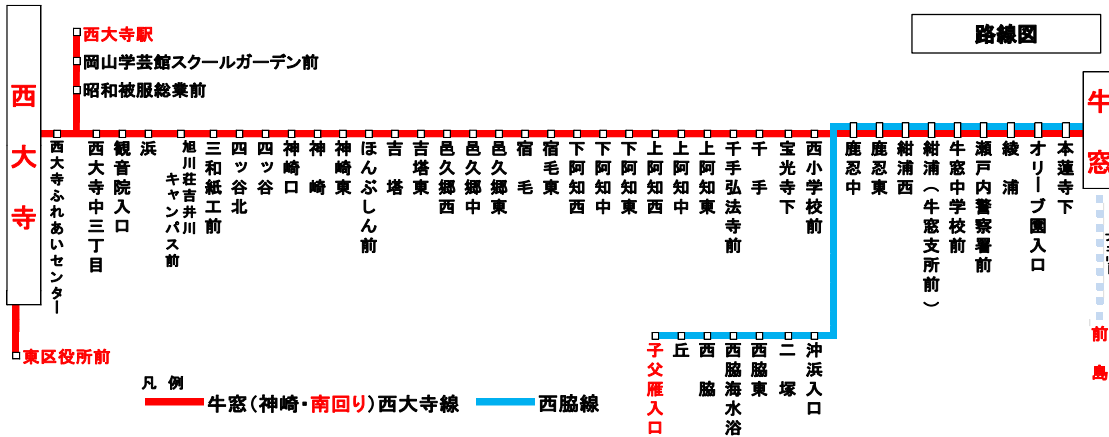 路線図
西大寺駅
岡山学芸館スクールガーデン前
昭和被服総業前
西大寺
牛窓
西大寺ふれあいセンター
西大寺中三丁目
観音院入口
浜
旭川荘吉井川
キャンパス前
三和紙工前
四ッ谷北
四ッ谷
神崎口
神崎
神崎東
ほんぶしん前
吉塔
吉塔東
邑久郷西
邑久郷中
邑久郷東
宿毛
宿毛東
下阿知西
下阿知中
下阿知東
上阿知西
上阿知中
上阿知東
千手弘法寺前
千手
宝光寺下
西小学校前
鹿忍中
鹿忍東
紺浦西
紺浦(牛窓支所前)
牛窓中学校前
瀬戸内警察署前
綾浦
オリーブ園入口
本蓮寺下
前島
東区役所前
子父雁入口
丘
西脇
西脇海水浴
西脇東
二塚
沖浜入口
凡例
牛窓(神崎・南回り)西大寺線
西脇線